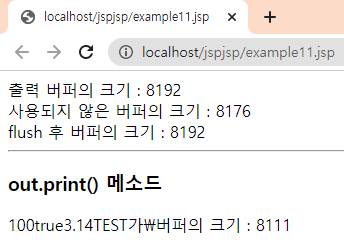 localhost/jspjsp/example11.jsp
localhost/jspjsp/example11.jsp
출력 버퍼의 크기 : 8192
사용되지 않은 버퍼의 크기 : 8176
flush 후 버퍼의 크기 : 8192
out.print() 메소드
100true3.14TEST가₩버퍼의 크기 : 8111